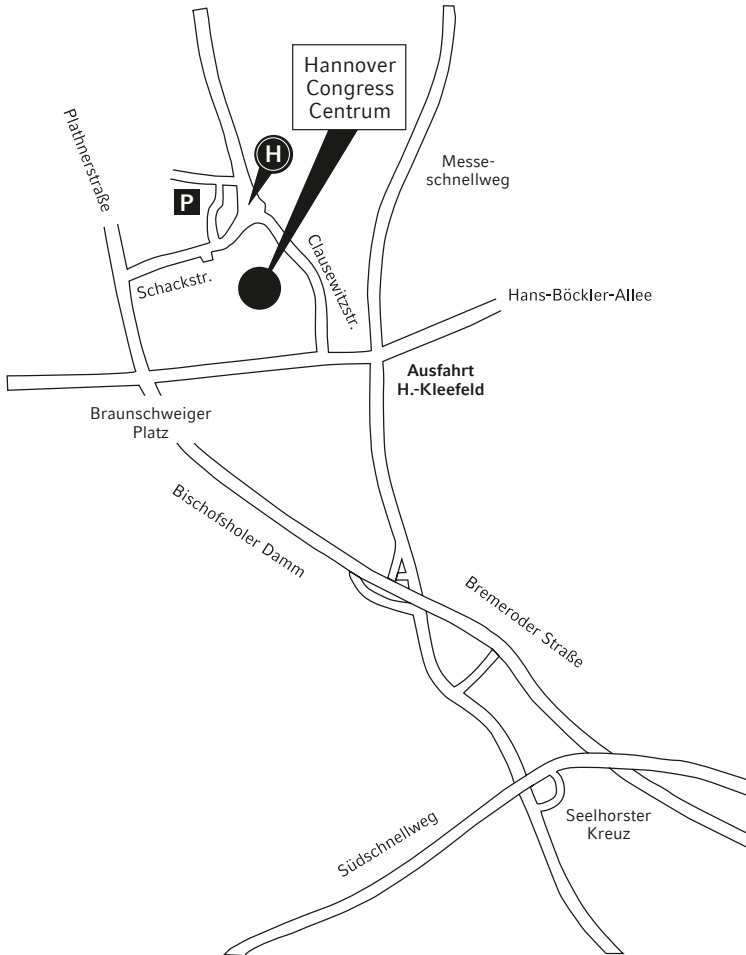 Hannover
Congress
Centrum
Plathnerstraße
H
Messe-
schnellweg
P
Schackstr.
Clausewitzstr.
Hans-Böckler-Allee
Ausfahrt
H.-Kleefeld
Braunschweiger
Platz
Bischofsholer Damm
Bremeroder Straße
Seelhorster
Kreuz
Südschnellweg